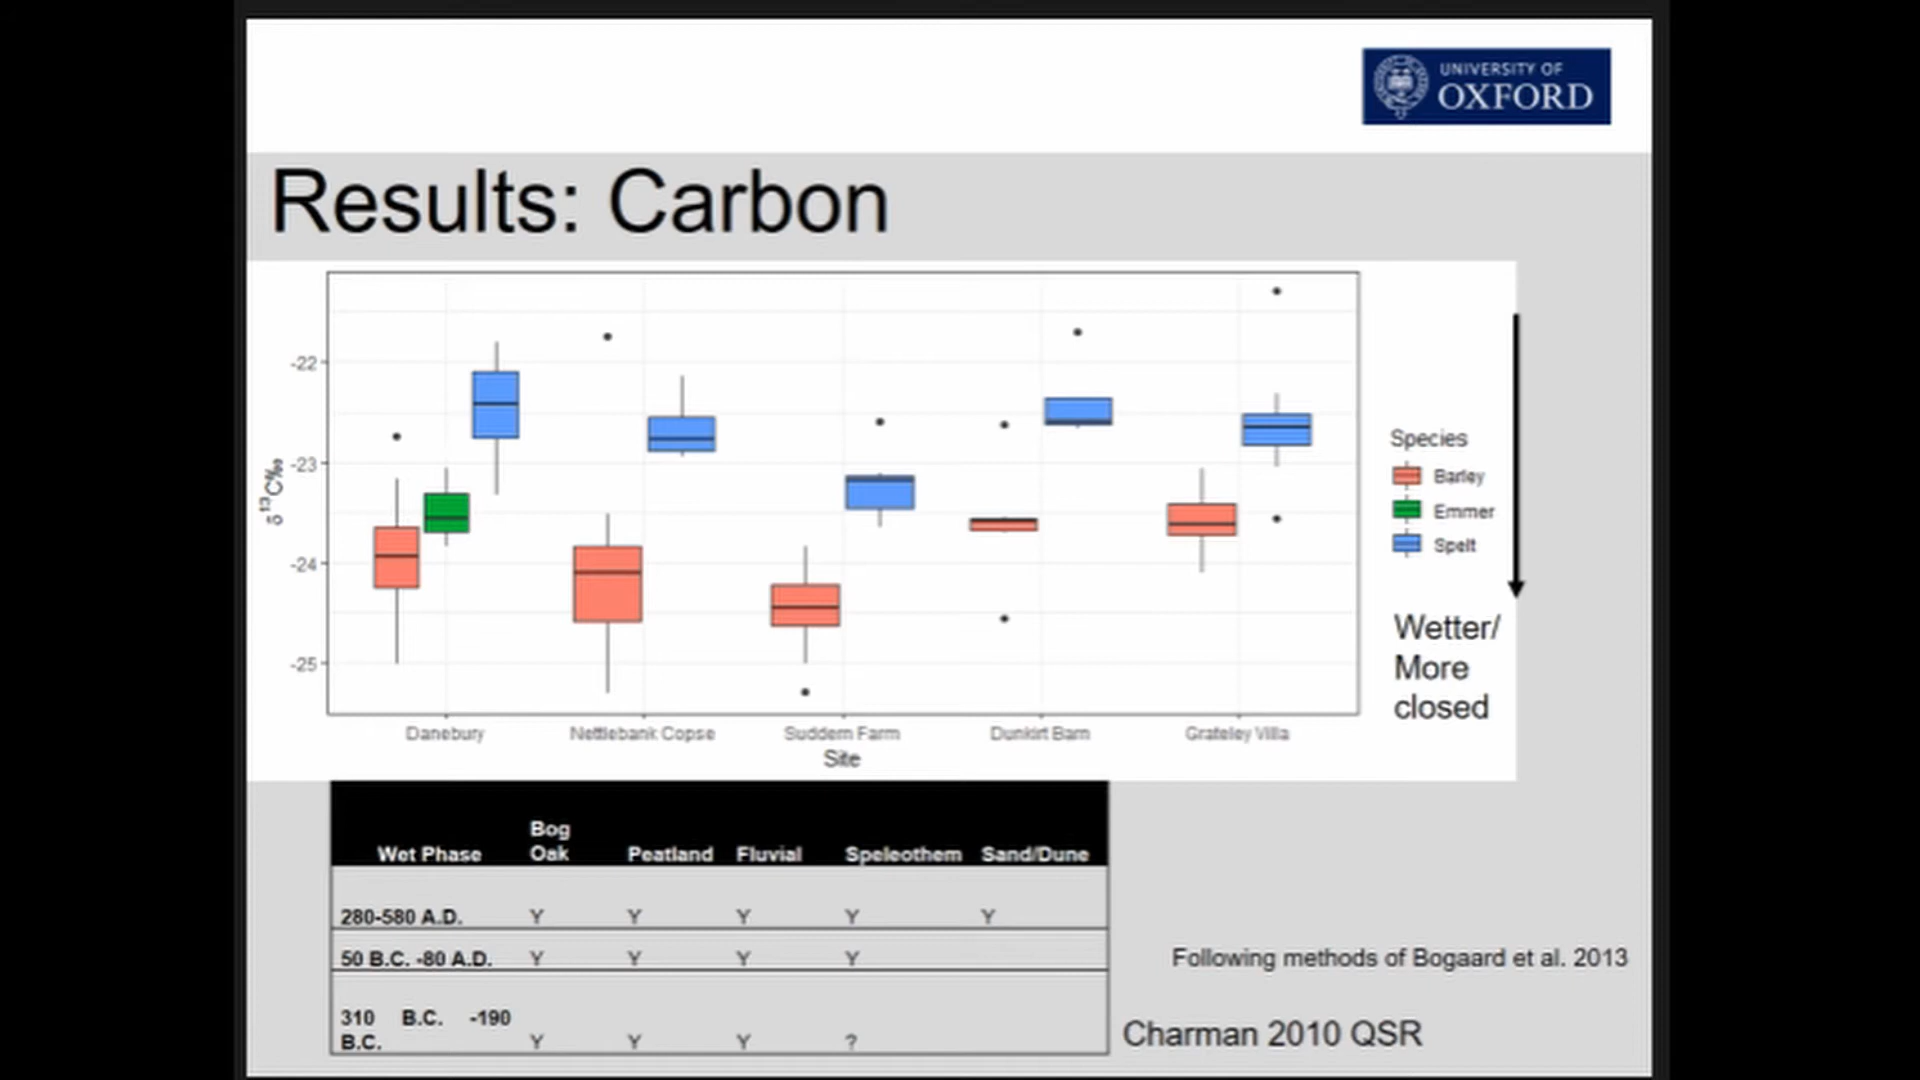 UNIVERSITY OF
OXFORD
Results: Carbon
-22
-23
-24
-25
δ13C‰
Danebury
Nettlebank Copse
Suddern Farm
Dunkirt Barn
Grateley Villa
Site
Species
Barley
Emmer
Spelt
Wetter/
More
closed
Wet Phase Bog Oak Peatland Fluvial Speleothem Sand/Dune
280-580 A.D. Y Y Y Y Y
50 B.C. -80 A.D. Y Y Y Y
310 B.C. -190
B.C. Y Y Y ?
Following methods of Bogaard et al. 2013
Charman 2010 QSR